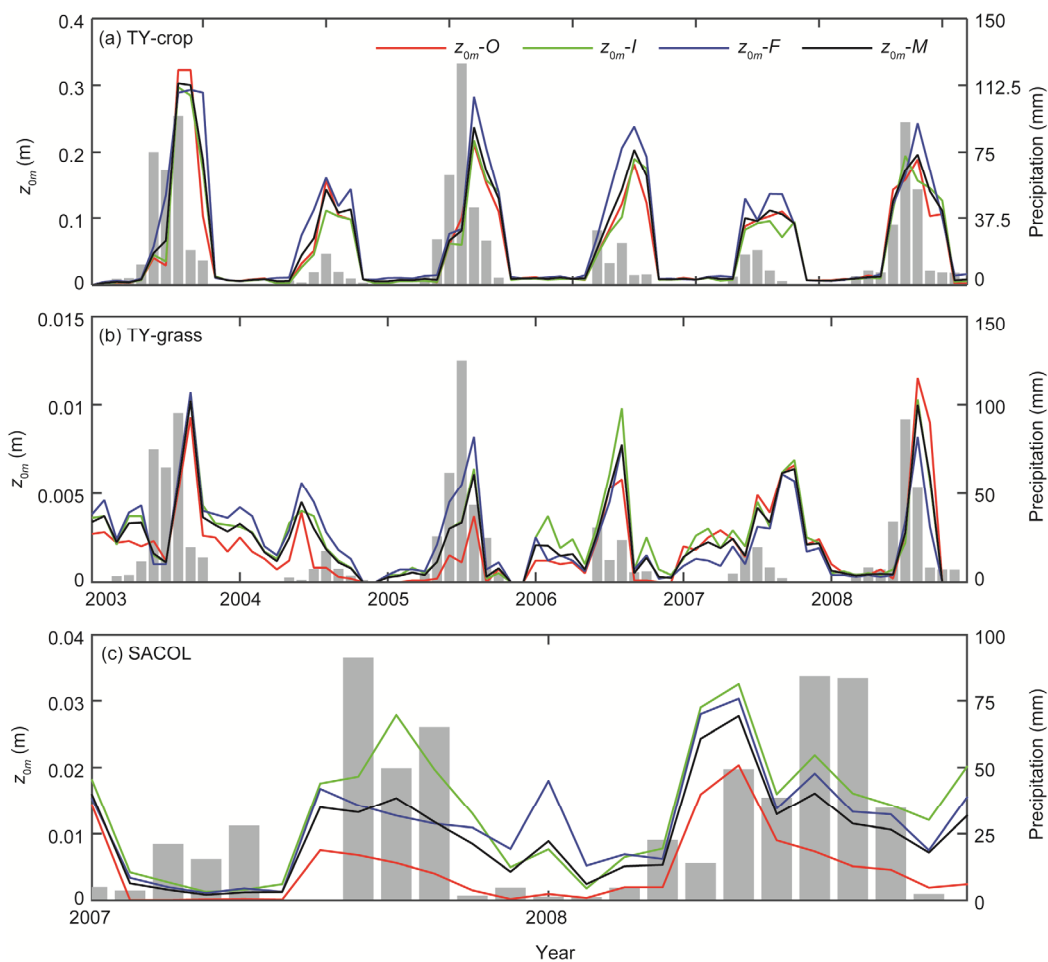 (a) TY-crop
z0m-O z0m-I z0m-F z0m-M
0.4
0.3
0.2
0.1
0
z0m (m)
150
112.5
75
37.5
0
Precipitation (mm)
(b) TY-grass
0.015
0.01
0.005
0
z0m (m)
150
100
50
0
Precipitation (mm)
2003 2004 2005 2006 2007 2008
(c) SACOL
0.04
0.03
0.02
0.01
0
z0m (m)
100
75
50
25
0
Precipitation (mm)
2007 2008
Year